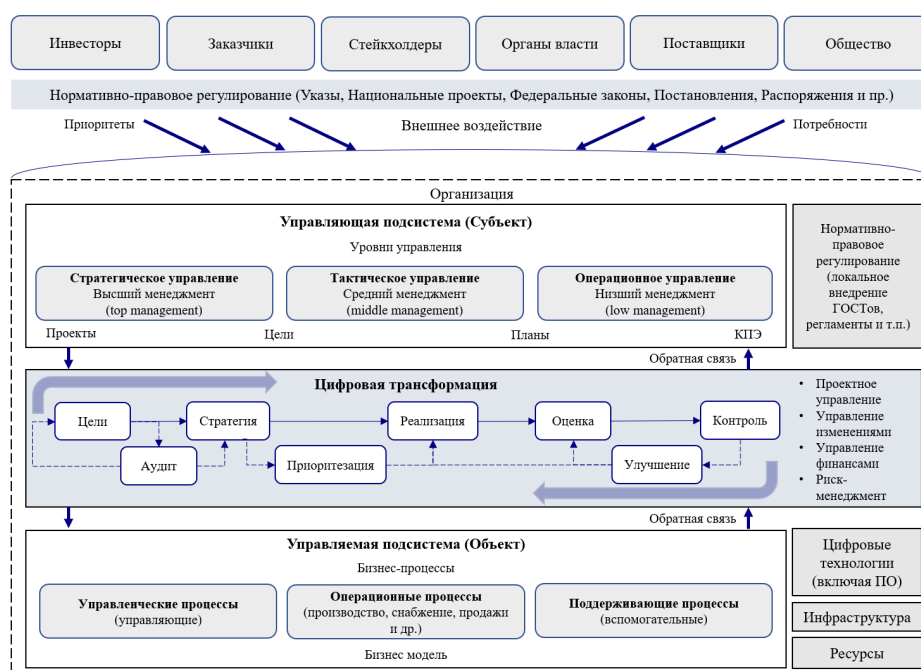 Инвесторы
Заказчики
Стейкхолдеры
Органы власти
Поставщики
Общество
Нормативно-правовое регулирование (Указы, Национальные проекты, Федеральные законы, Постановления, Распоряжения и пр.)
Приоритеты
Внешнее воздействие
Потребности
Организация
Управляющая подсистема (Субъект)
Уровни управления
Стратегическое управление
Высший менеджмент
(top management)
Тактическое управление
Средний менеджмент
(middle management)
Операционное управление
Низший менеджмент
(low management)
Проекты
Цели
Планы
КПЭ
Нормативно-
правовое
регулирование
(локальное
внедрение
ГОСТов,
регламенты и т.п.)
Обратная связь
Цифровая трансформация
Цели
Стратегия
Реализация
Оценка
Контроль
Аудит
Приоритезация
Улучшение
• Проектное
управление
• Управление
изменениями
• Управление
финансами
• Риск-
менеджмент
Обратная связь
Управляемая подсистема (Объект)
Бизнес-процессы
Управленческие процессы
(управляющие)
Операционные процессы
(производство, снабжение, продажи
и др.)
Поддерживающие процессы
(вспомогательные)
Бизнес модель
Цифровые
технологии
(включая ПО)
Инфраструктура
Ресурсы